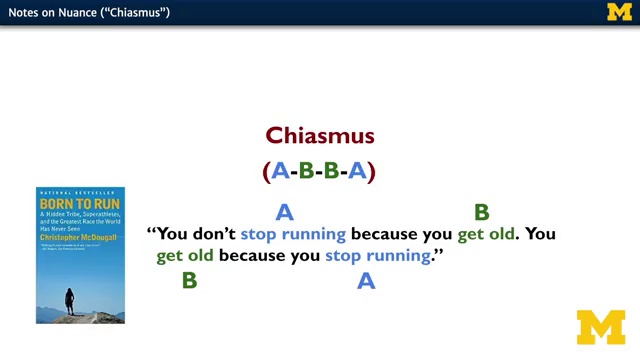 Notes on Nuance (“Chiasmus”)
M
Chiasmus
(A-B-B-A)
NATIONAL BESTSELLER
BORN TO RUN
A Hidden Tribe, Superathletes,
and the Greatest Race the World
Has Never Seen
Christopher McDougall
A B
“You don’t stop running because you get old. You
get old because you stop running.”
B A
M